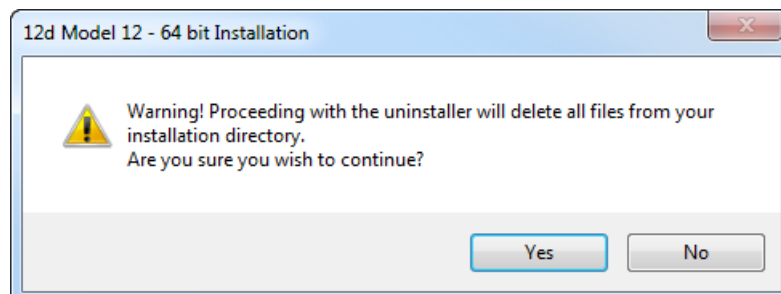 12d Model 12 - 64 bit Installation
Warning! Proceeding with the uninstaller will delete all files from your
installation directory.
Are you sure you wish to continue?
Yes
No